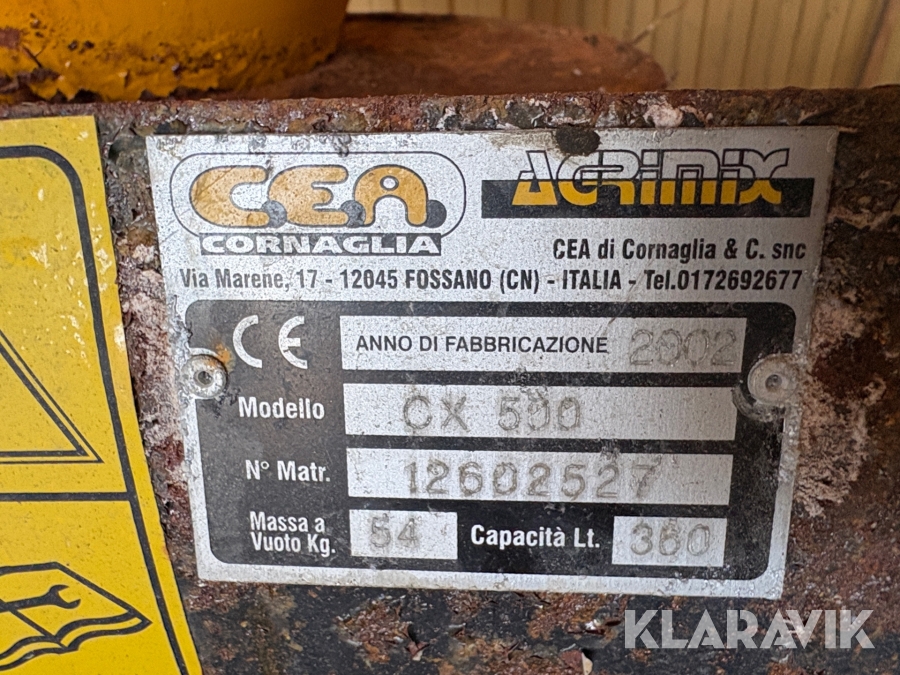 C.E.A. AGRIMIX
CORNAGLIA
CEA di Cornaglia & C. snc
Via Marene, 17 - 12045 FOSSANO (CN) - ITALIA - Tel.0172692677
CE ANNO DI FABBRICAZIONE 2002
Modello CX 500
N° Matr. 12602527
Massa a
Vuoto Kg. 54 Capacità Lt. 360
KLARAVIK